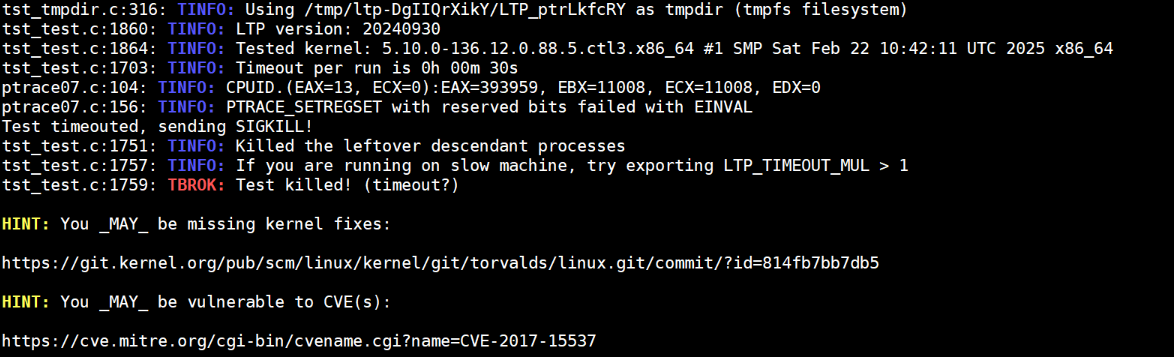 tst_tmpdir.c:316: TINFO: Using /tmp/ltp-DgIIQrXikY/LTP_ptrLkfcRY as tmpdir (tmpfs filesystem)
tst_test.c:1860: TINFO: LTP version: 20240930
tst_test.c:1864: TINFO: Tested kernel: 5.10.0-136.12.0.88.5.ctl3.x86_64 #1 SMP Sat Feb 22 10:42:11 UTC 2025 x86_64
tst_test.c:1703: TINFO: Timeout per run is 0h 00m 30s
ptrace07.c:104: TINFO: CPUID.(EAX=13, ECX=0):EAX=393959, EBX=11008, ECX=11008, EDX=0
ptrace07.c:156: TINFO: PTRACE_SETREGSET with reserved bits failed with EINVAL
Test timeouted, sending SIGKILL!
tst_test.c:1751: TINFO: Killed the leftover descendant processes
tst_test.c:1757: TINFO: If you are running on slow machine, try exporting LTP_TIMEOUT_MUL > 1
tst_test.c:1759: TBROK: Test killed! (timeout?)
HINT: You _MAY_ be missing kernel fixes:
https://git.kernel.org/pub/scm/linux/kernel/git/torvalds/linux.git/commit/?id=814fb7bb7db5
HINT: You _MAY_ be vulnerable to CVE(s):
https://cve.mitre.org/cgi-bin/cvename.cgi?name=CVE-2017-15537